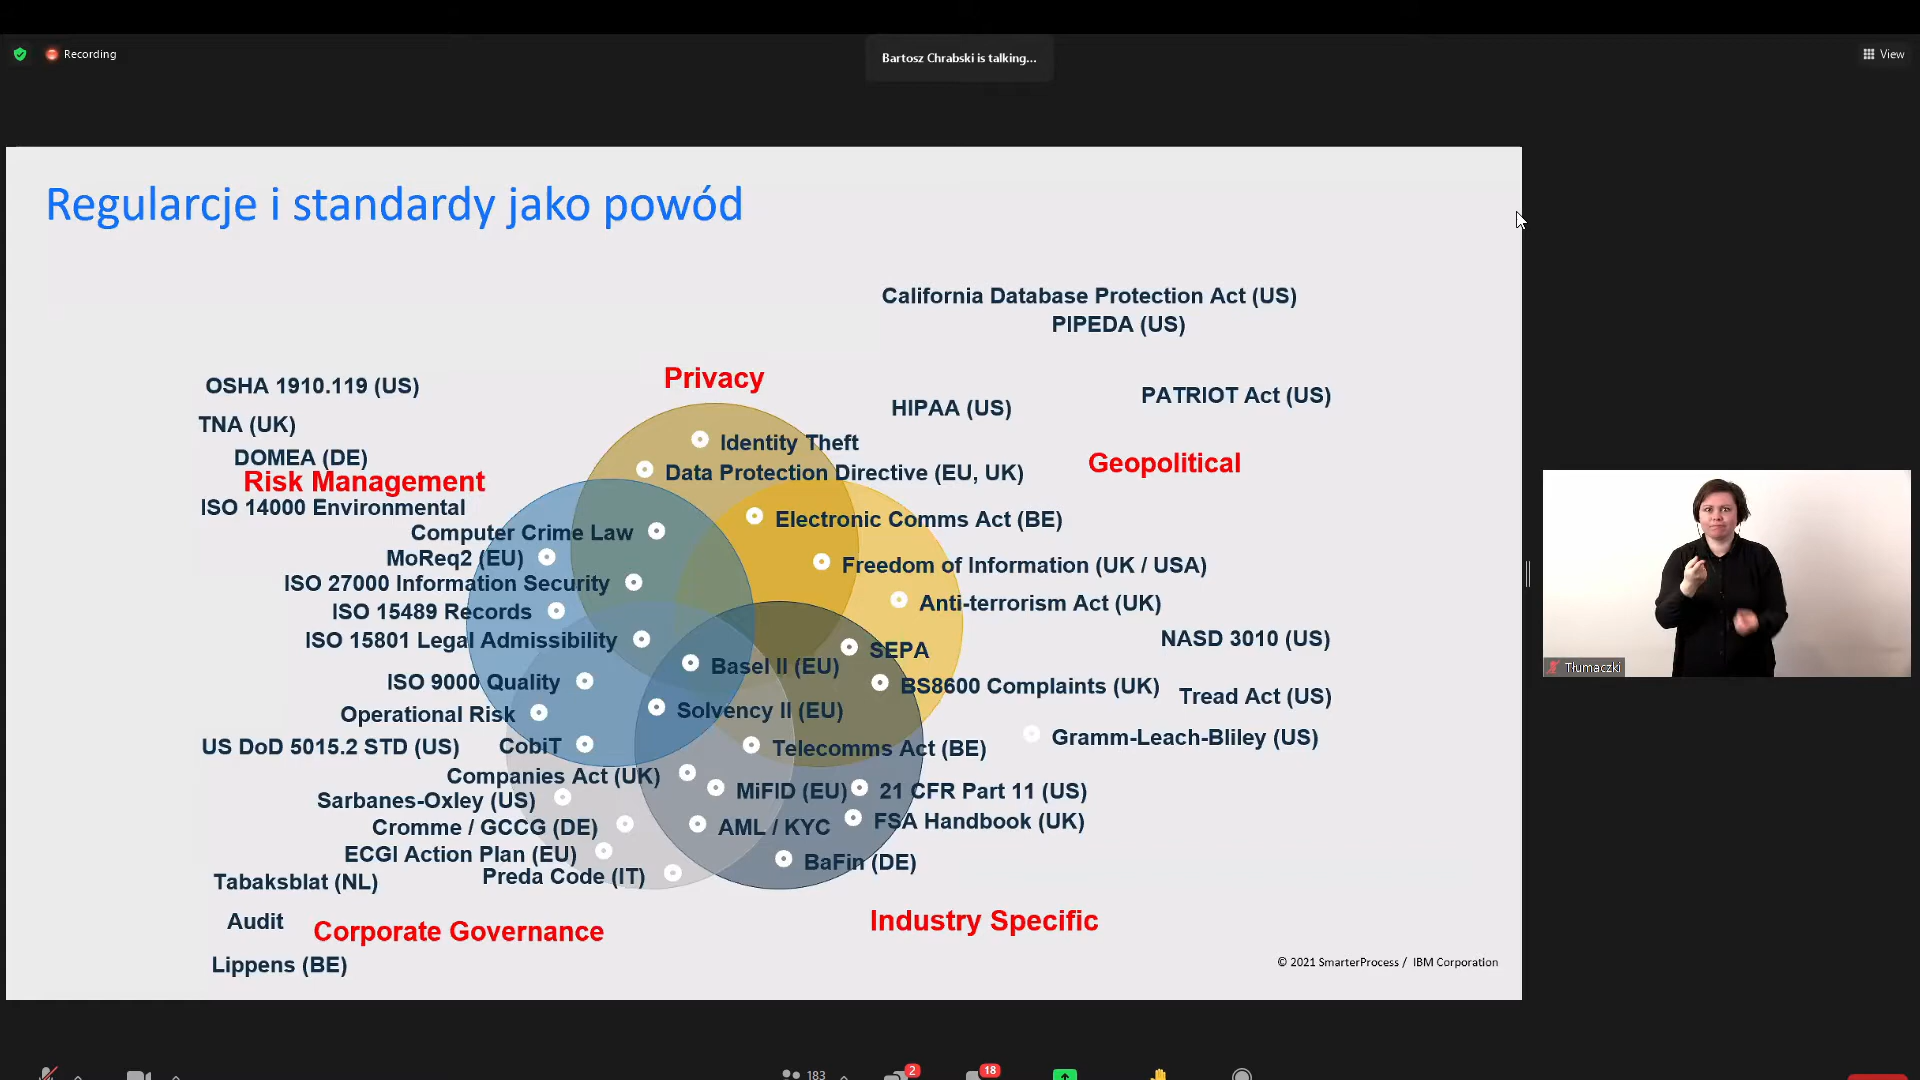 Recording
Bartosz Chrabski is talking...
View
Regularcje i standardy jako powód
California Database Protection Act (US)
PIPEDA (US)
Privacy
OSHA 1910.119 (US)
HIPAA (US)
PATRIOT Act (US)
TNA (UK)
Identity Theft
DOMEA (DE)
Data Protection Directive (EU, UK)
Geopolitical
Risk Management
ISO 14000 Environmental
Electronic Comms Act (BE)
Computer Crime Law
MoReq2 (EU)
Freedom of Information (UK / USA)
ISO 27000 Information Security
Anti-terrorism Act (UK)
ISO 15489 Records
ISO 15801 Legal Admissibility
NASD 3010 (US)
SEPA
Basel II (EU)
ISO 9000 Quality
BS8600 Complaints (UK)
Tread Act (US)
Solvency II (EU)
Operational Risk
US DoD 5015.2 STD (US)
CobiT
Telecomms Act (BE)
Gramm-Leach-Bliley (US)
Companies Act (UK)
MiFID (EU)
21 CFR Part 11 (US)
Sarbanes-Oxley (US)
Cromme / GCCG (DE)
AML / KYC
FSA Handbook (UK)
ECGI Action Plan (EU)
BaFin (DE)
Tabaksblat (NL)
Preda Code (IT)
Audit
Corporate Governance
Industry Specific
Lippens (BE)
© 2021 SmarterProcess / IBM Corporation
Tłumaczki
183
2
18